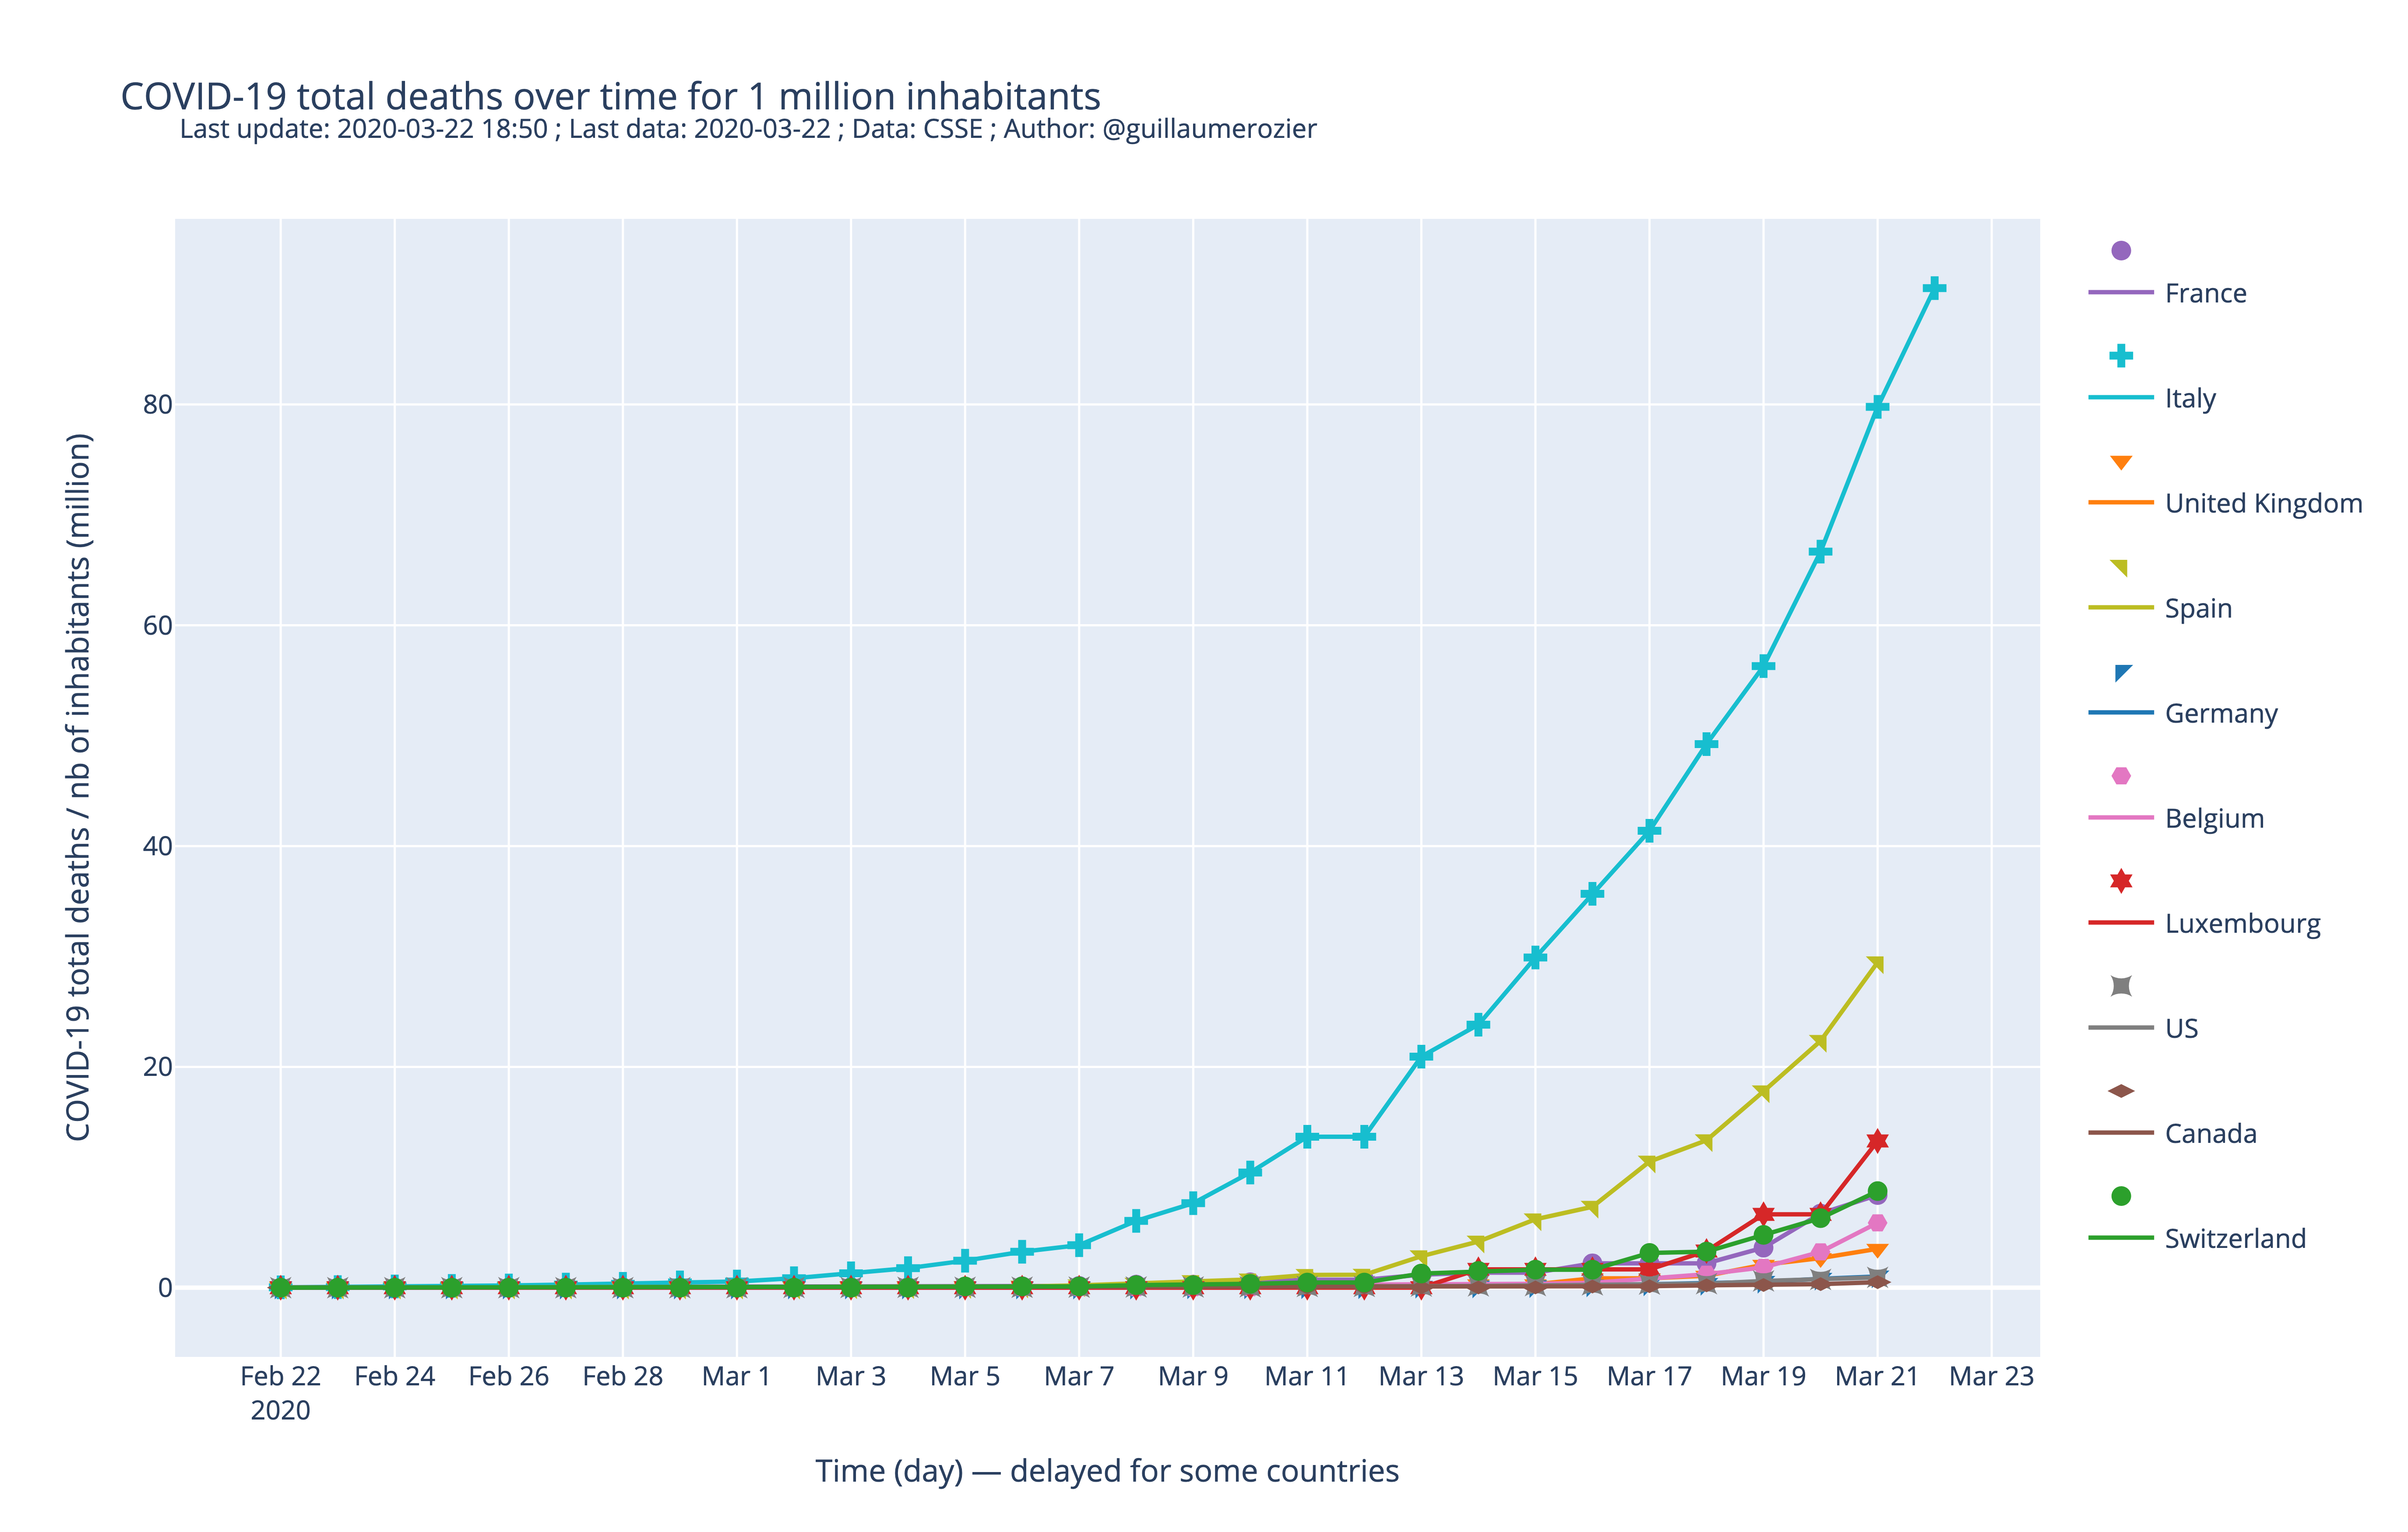 COVID-19 total deaths over time for 1 million inhabitants
Last update: 2020-03-22 18:50 ; Last data: 2020-03-22 ; Data: CSSE ; Author: @guillaumerozier
COVID-19 total deaths / nb of inhabitants (million)
80
60
40
20
0
Feb 22 Feb 24 Feb 26 Feb 28 Mar 1 Mar 3 Mar 5 Mar 7 Mar 9 Mar 11 Mar 13 Mar 15 Mar 17 Mar 19 Mar 21 Mar 23
2020
Time (day) — delayed for some countries
France
Italy
United Kingdom
Spain
Germany
Belgium
Luxembourg
US
Canada
Switzerland